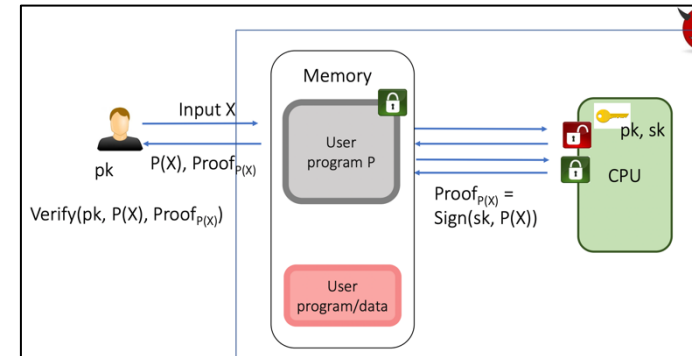 Memory
Input X
pk, sk
User
program P
pk
P(X), Proof_P(X)
CPU
Proof_P(X) =
Sign(sk, P(X))
Verify(pk, P(X), Proof_P(X))
User
program/data